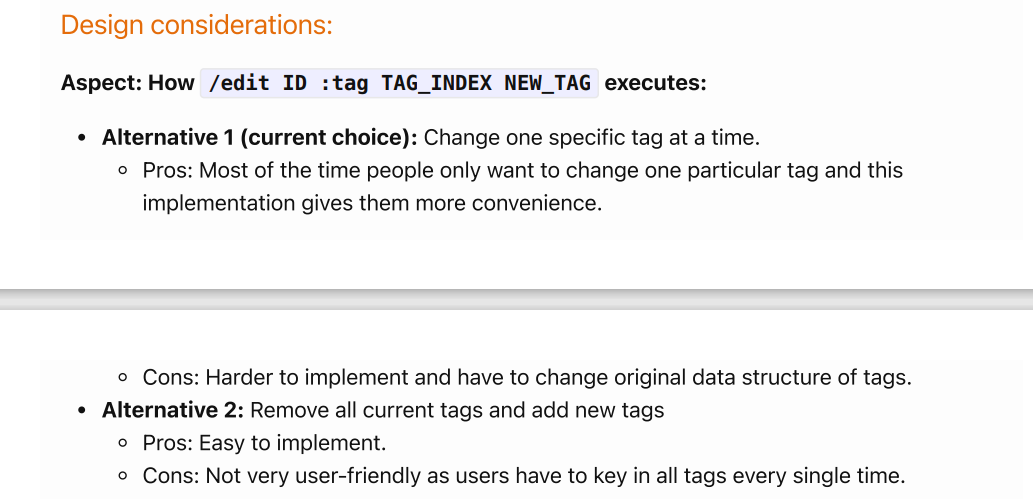 Design considerations:
Aspect: How /edit ID :tag TAG_INDEX NEW_TAG executes:
• Alternative 1 (current choice): Change one specific tag at a time.
◦ Pros: Most of the time people only want to change one particular tag and this
implementation gives them more convenience.
◦ Cons: Harder to implement and have to change original data structure of tags.
• Alternative 2: Remove all current tags and add new tags
◦ Pros: Easy to implement.
◦ Cons: Not very user-friendly as users have to key in all tags every single time.